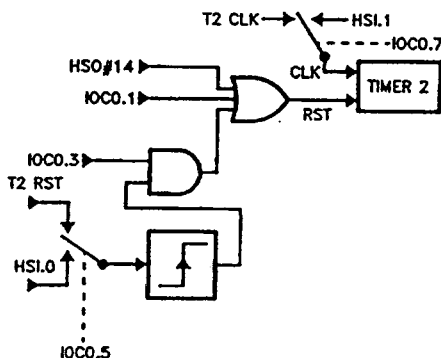 T2 CLK HSI.1
IOC0.7
HSO#14
CLK
TIMER 2
IOC0.1
RST
IOC0.3
T2 RST
HSI.0
IOC0.5